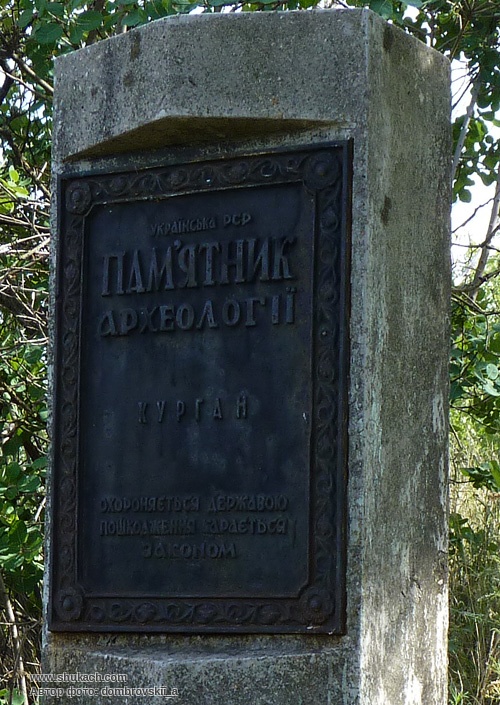 УКРАЇНСЬКА РСР
ПАМ'ЯТНИК
АРХЕОЛОГІЇ
КУРГАН
ОХОРОНЯЄТЬСЯ ДЕРЖАВОЮ
ПОШКОДЖЕННЯ КАРАЄТЬСЯ
ЗАКОНОМ
www.shukach.com
Автор фото: dombrovskii_a